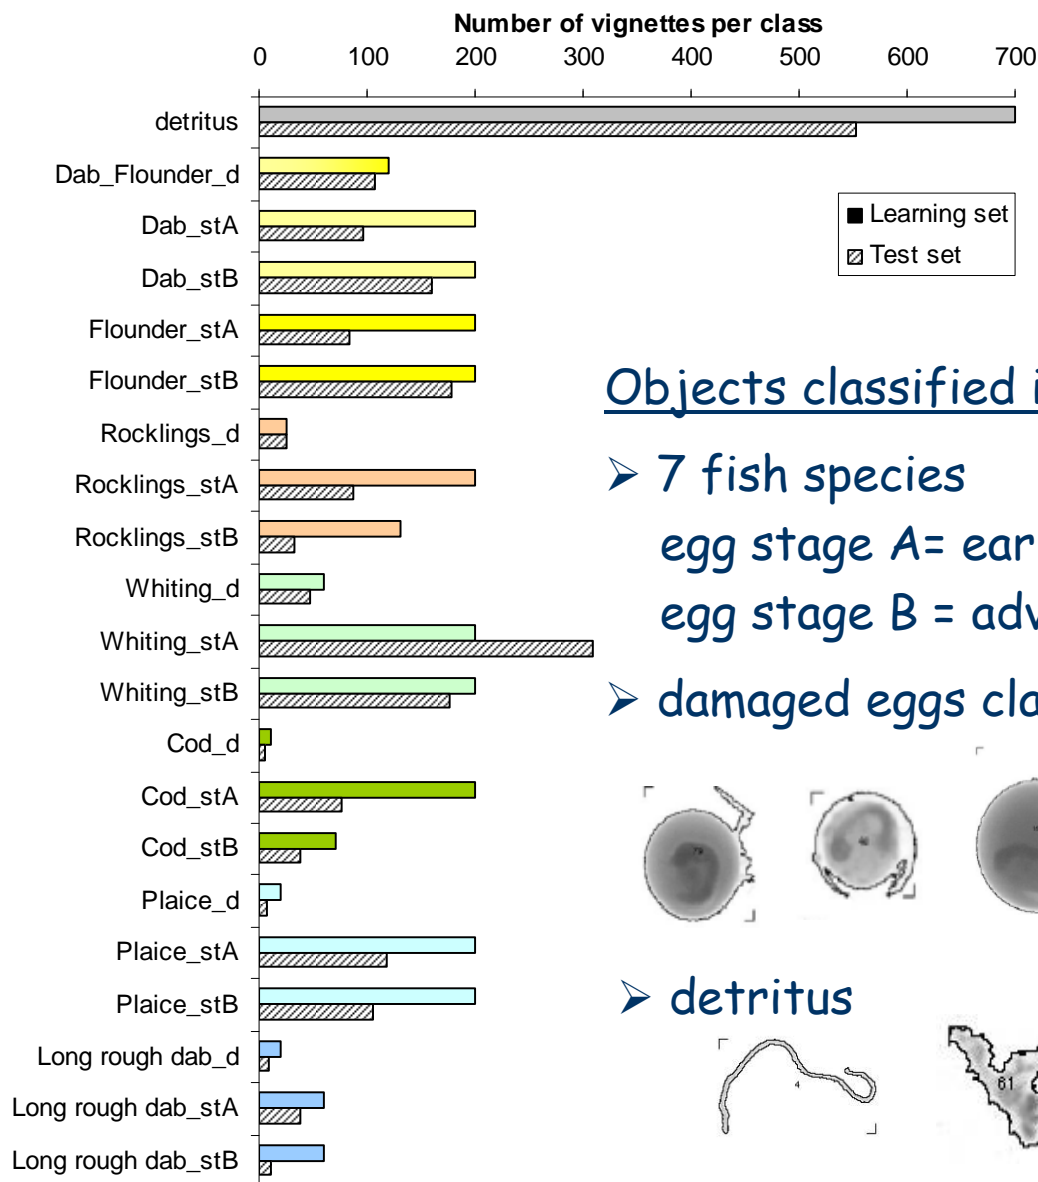 Number of vignettes per class
0 100 200 300 400 500 600 700
detritus
Dab_Flounder_d
Dab_stA
Dab_stB
Flounder_stA
Flounder_stB
Rocklings_d
Rocklings_stA
Rocklings_stB
Whiting_d
Whiting_stA
Whiting_stB
Cod_d
Cod_stA
Cod_stB
Plaice_d
Plaice_stA
Plaice_stB
Long rough dab_d
Long rough dab_stA
Long rough dab_stB
Learning set
Test set
Objects classified i
➢ 7 fish species
egg stage A= ear
egg stage B = adv
➢ damaged eggs cla
➢ detritus
4
61